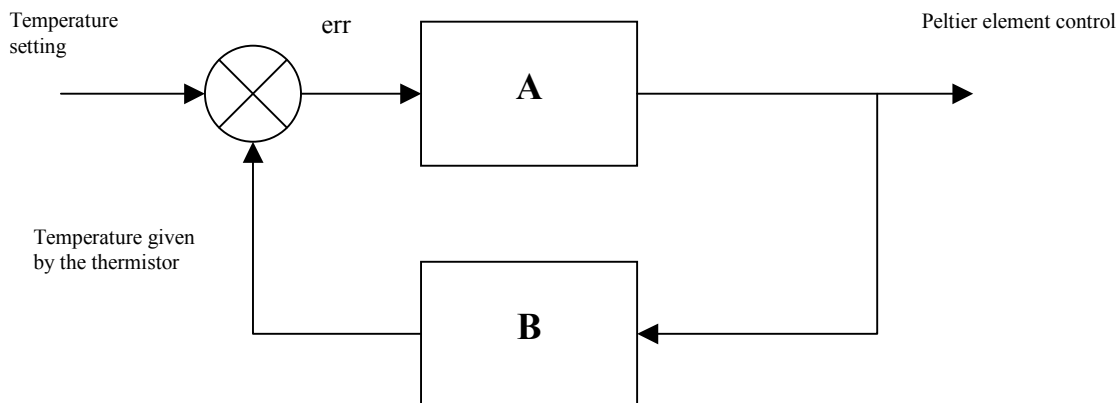 Temperature
setting
err
Peltier element control
A
Temperature given
by the thermistor
B